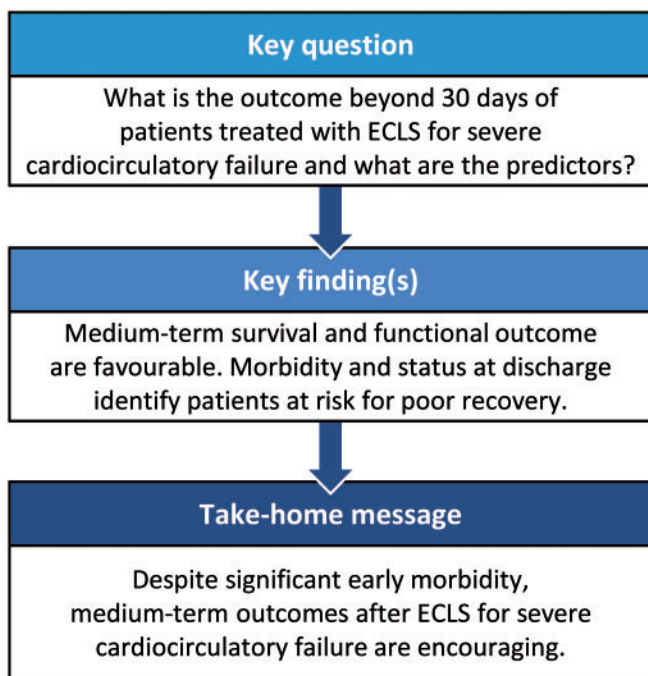 Key question
What is the outcome beyond 30 days of
patients treated with ECLS for severe
cardiocirculatory failure and what are the predictors?
Key finding(s)
Medium-term survival and functional outcome
are favourable. Morbidity and status at discharge
identify patients at risk for poor recovery.
Take-home message
Despite significant early morbidity,
medium-term outcomes after ECLS for severe
cardiocirculatory failure are encouraging.